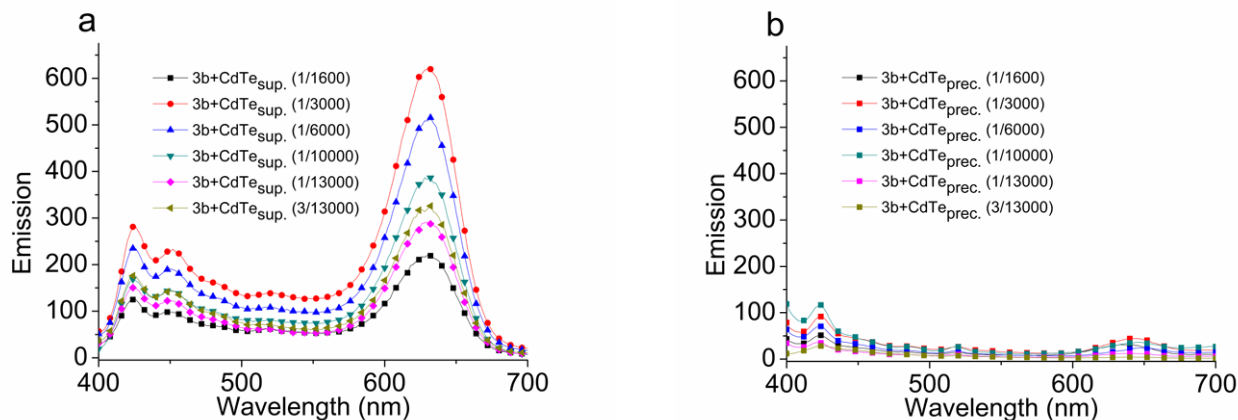 a
600
500
400
300
200
100
0
Emission
3b+CdTesup. (1/1600)
3b+CdTesup. (1/3000)
3b+CdTesup. (1/6000)
3b+CdTesup. (1/10000)
3b+CdTesup. (1/13000)
3b+CdTesup. (3/13000)
400 500 600 700
Wavelength (nm)
b
600
500
400
300
200
100
0
Emission
3b+CdTeprec. (1/1600)
3b+CdTeprec. (1/3000)
3b+CdTeprec. (1/6000)
3b+CdTeprec. (1/10000)
3b+CdTeprec. (1/13000)
3b+CdTeprec. (3/13000)
400 500 600 700
Wavelength (nm)